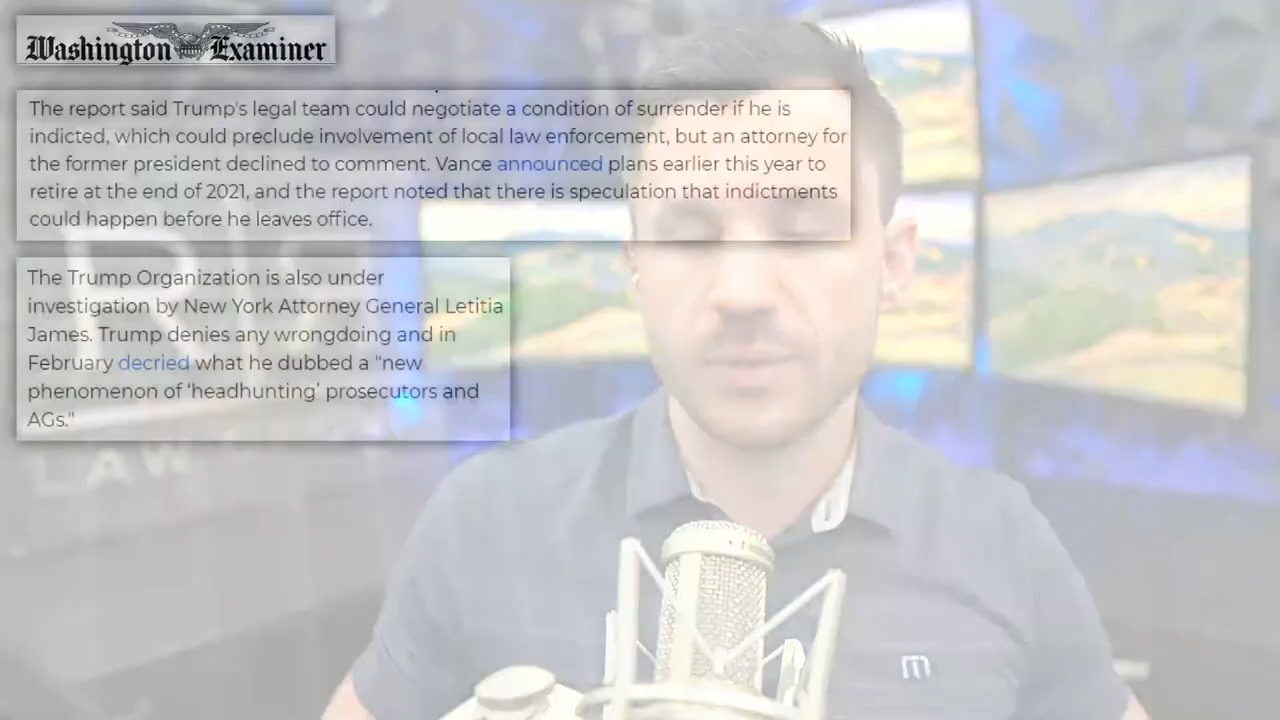 Washington Examiner
The report said Trump's legal team could negotiate a condition of surrender if he is
indicted, which could preclude involvement of local law enforcement, but an attorney for
the former president declined to comment. Vance announced plans earlier this year to
retire at the end of 2021, and the report noted that there is speculation that indictments
could happen before he leaves office.
The Trump Organization is also under
investigation by New York Attorney General Letitia
James. Trump denies any wrongdoing and in
February decried what he dubbed a "new
phenomenon of ‘headhunting’ prosecutors and
AGs."
LAW